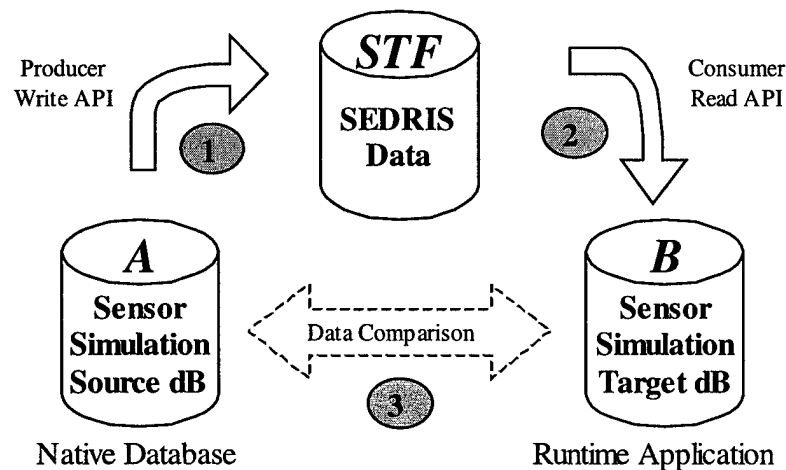 Producer
Write API
1
STF
SEDRIS
Data
2
Consumer
Read API
A
Sensor
Simulation
Source dB
Data Comparison
3
B
Sensor
Simulation
Target dB
Native Database
Runtime Application